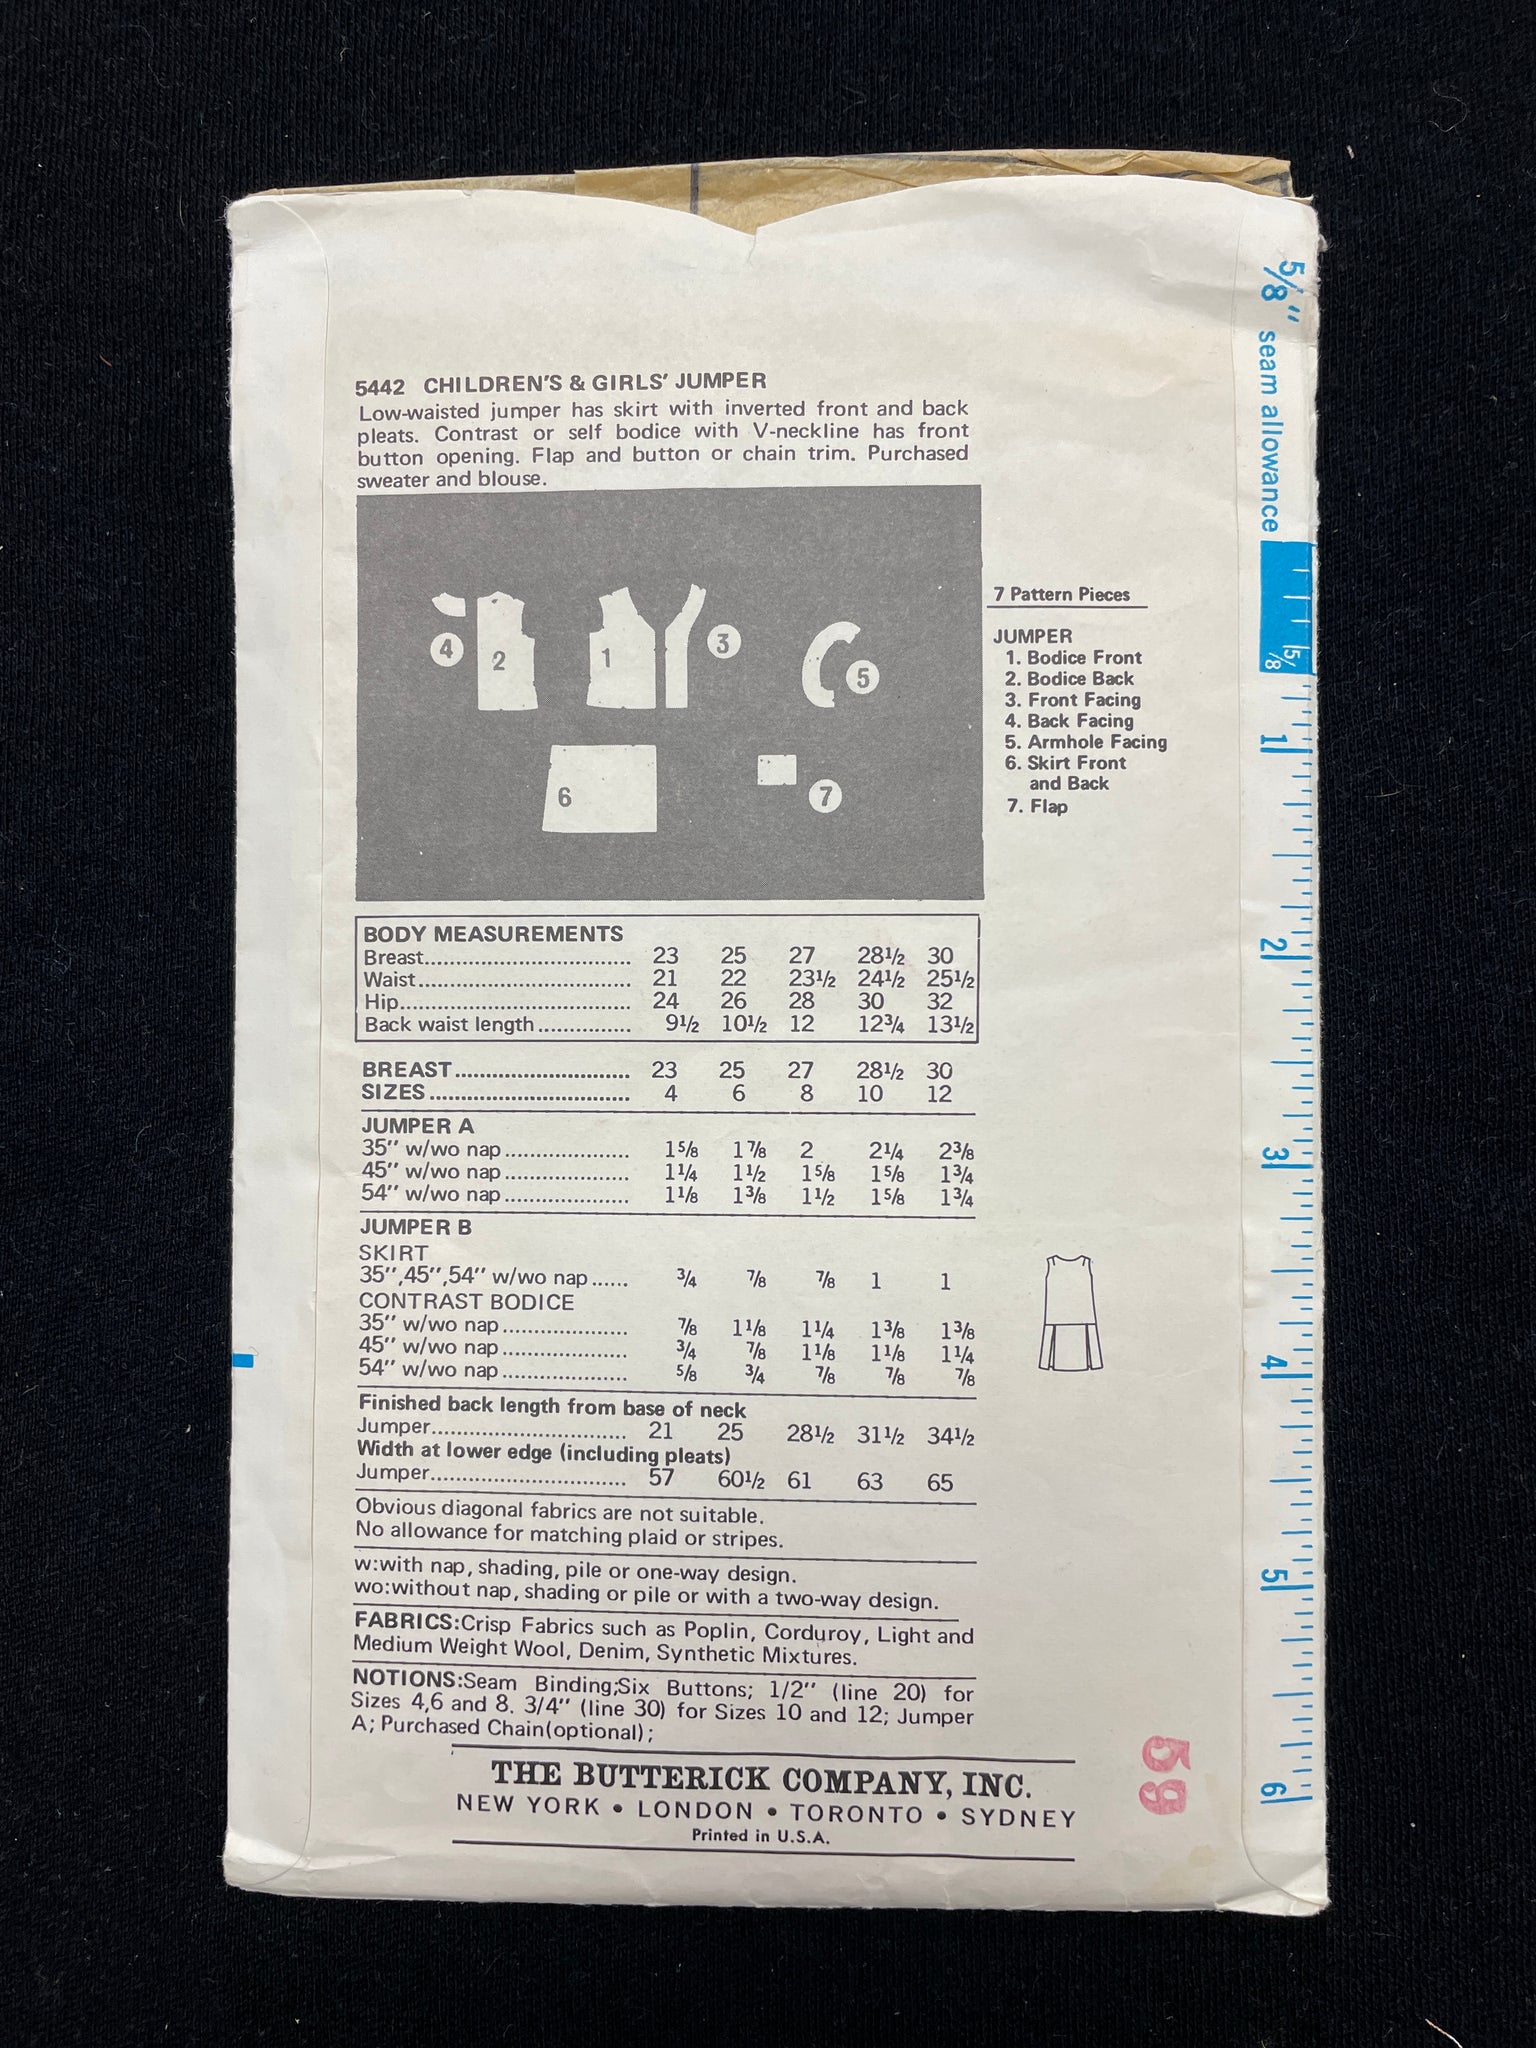 5442 CHILDREN'S & GIRLS' JUMPER
Low-waisted jumper has skirt with inverted front and back
pleats. Contrast or self bodice with V-neckline has front
button opening. Flap and button or chain trim. Purchased
sweater and blouse.
4
2
1
3
5
6
7
7 Pattern Pieces
JUMPER
1. Bodice Front
2. Bodice Back
3. Front Facing
4. Back Facing
5. Armhole Facing
6. Skirt Front
and Back
7. Flap
BODY MEASUREMENTS
Breast................................ 23 25 27 28½ 30
Waist................................ 21 22 23½ 24½ 25½
Hip................................ 24 26 28 30 32
Back waist length............... 9½ 10½ 12 12¾ 13½
BREAST............................ 23 25 27 28½ 30
SIZES................................ 4 6 8 10 12
JUMPER A
35" w/wo nap.................... 1⅝ 1⅞ 2 2¼ 2⅜
45" w/wo nap.................... 1¼ 1½ 1⅝ 1⅝ 1¾
54" w/wo nap.................... 1⅛ 1⅜ 1½ 1⅝ 1¾
JUMPER B
SKIRT
35",45",54" w/wo nap...... ¾ ⅞ ⅞ 1 1
CONTRAST BODICE
35" w/wo nap.................... ⅞ 1⅛ 1¼ 1⅜ 1⅜
45" w/wo nap.................... ¾ ⅞ 1⅛ 1⅛ 1¼
54" w/wo nap.................... ⅝ ¾ ⅞ ⅞ ⅞
Finished back length from base of neck
Jumper............................... 21 25 28½ 31½ 34½
Width at lower edge (including pleats)
Jumper............................... 57 60½ 61 63 65
Obvious diagonal fabrics are not suitable.
No allowance for matching plaid or stripes.
w:with nap, shading, pile or one-way design.
wo:without nap, shading or pile or with a two-way design.
FABRICS:Crisp Fabrics such as Poplin, Corduroy, Light and
Medium Weight Wool, Denim, Synthetic Mixtures.
NOTIONS:Seam Binding;Six Buttons; 1/2" (line 20) for
Sizes 4,6 and 8. 3/4" (line 30) for Sizes 10 and 12; Jumper
A; Purchased Chain(optional);
THE BUTTERICK COMPANY, INC.
NEW YORK • LONDON • TORONTO • SYDNEY
Printed in U.S.A.
59
5/8" seam allowance
5/8
5/8
1
2
3
4
5
6